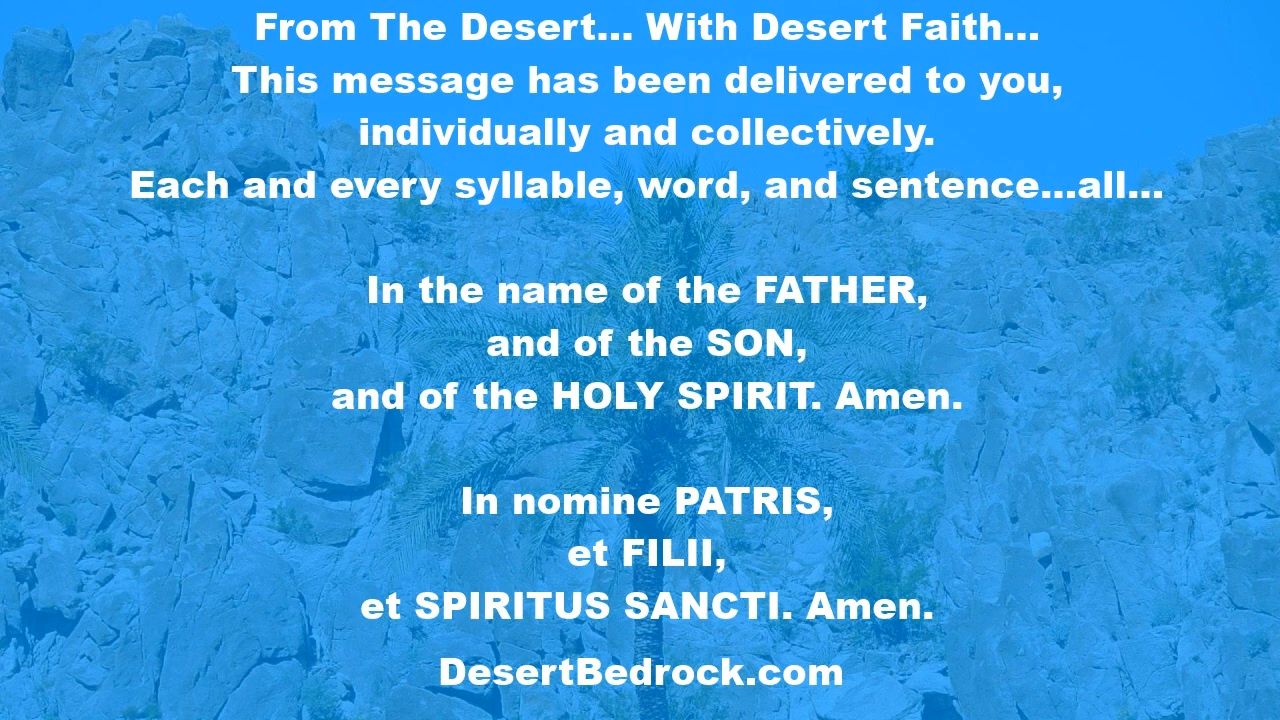 From The Desert... With Desert Faith...
This message has been delivered to you,
individually and collectively.
Each and every syllable, word, and sentence...all...
In the name of the FATHER,
and of the SON,
and of the HOLY SPIRIT. Amen.
In nomine PATRIS,
et FILII,
et SPIRITUS SANCTI. Amen.
DesertBedrock.com